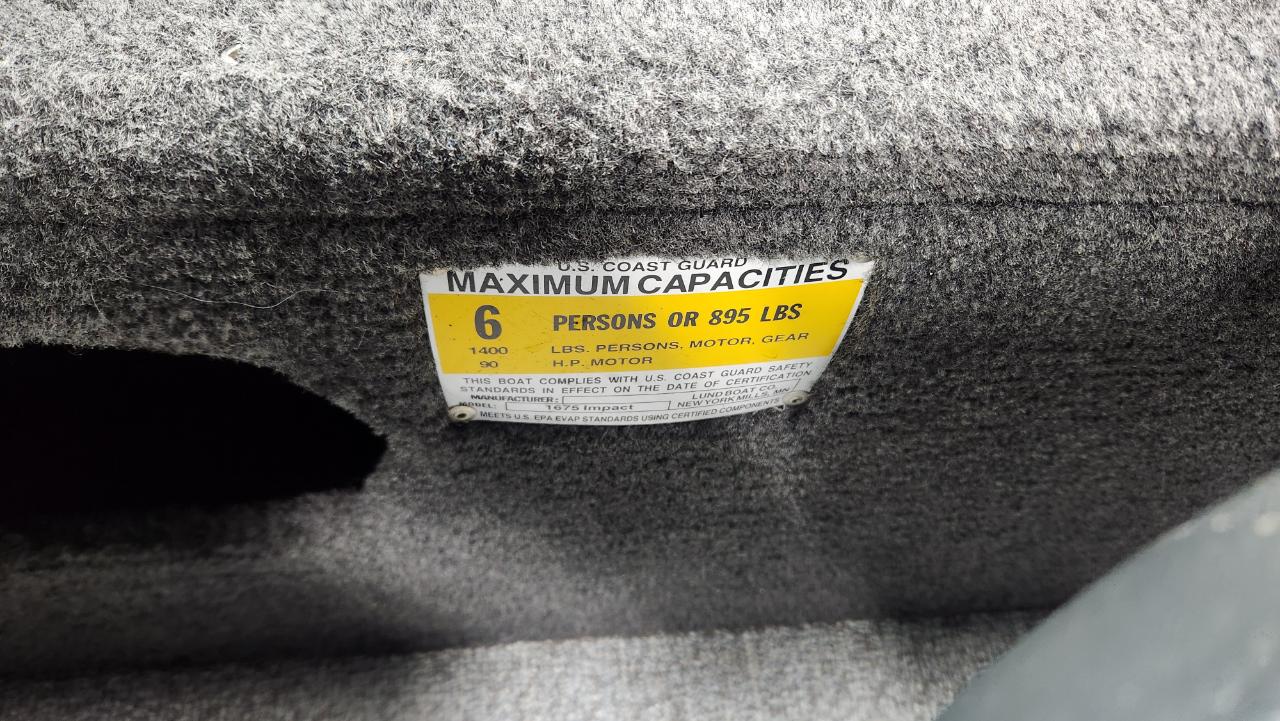 U.S. COAST GUARD
MAXIMUM CAPACITIES
6 PERSONS OR 895 LBS
1400 LBS. PERSONS, MOTOR, GEAR
90 H.P. MOTOR
THIS BOAT COMPLIES WITH U.S. COAST GUARD SAFETY
STANDARDS IN EFFECT ON THE DATE OF CERTIFICATION
MANUFACTURER: LUND BOAT CO.
MODEL: 1675 Impact NEW YORK MILLS, MN
MEETS U.S. EPA EVAP STANDARDS USING CERTIFIED COMPONENTS